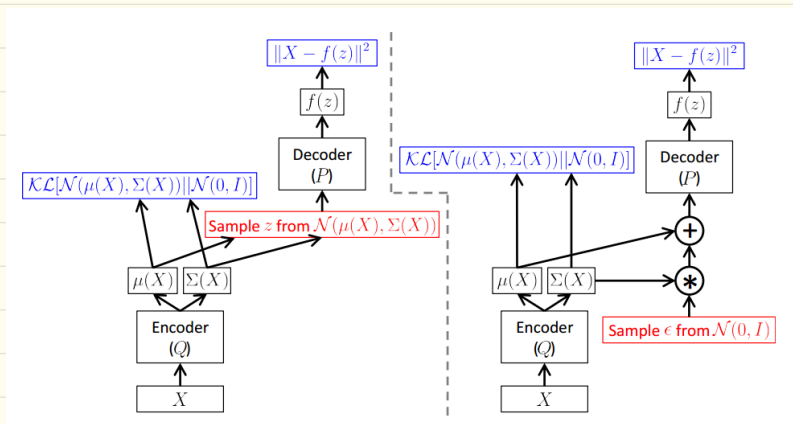 ‖X − f(z)‖²
f(z)
Decoder
(P)
𝒦ℒ[𝒩(μ(X), Σ(X))||𝒩(0, I)]
Sample z from 𝒩(μ(X), Σ(X))
μ(X) Σ(X)
Encoder
(Q)
X
‖X − f(z)‖²
f(z)
Decoder
(P)
𝒦ℒ[𝒩(μ(X), Σ(X))||𝒩(0, I)]
+
μ(X) Σ(X)
*
Sample ϵ from 𝒩(0, I)
Encoder
(Q)
X